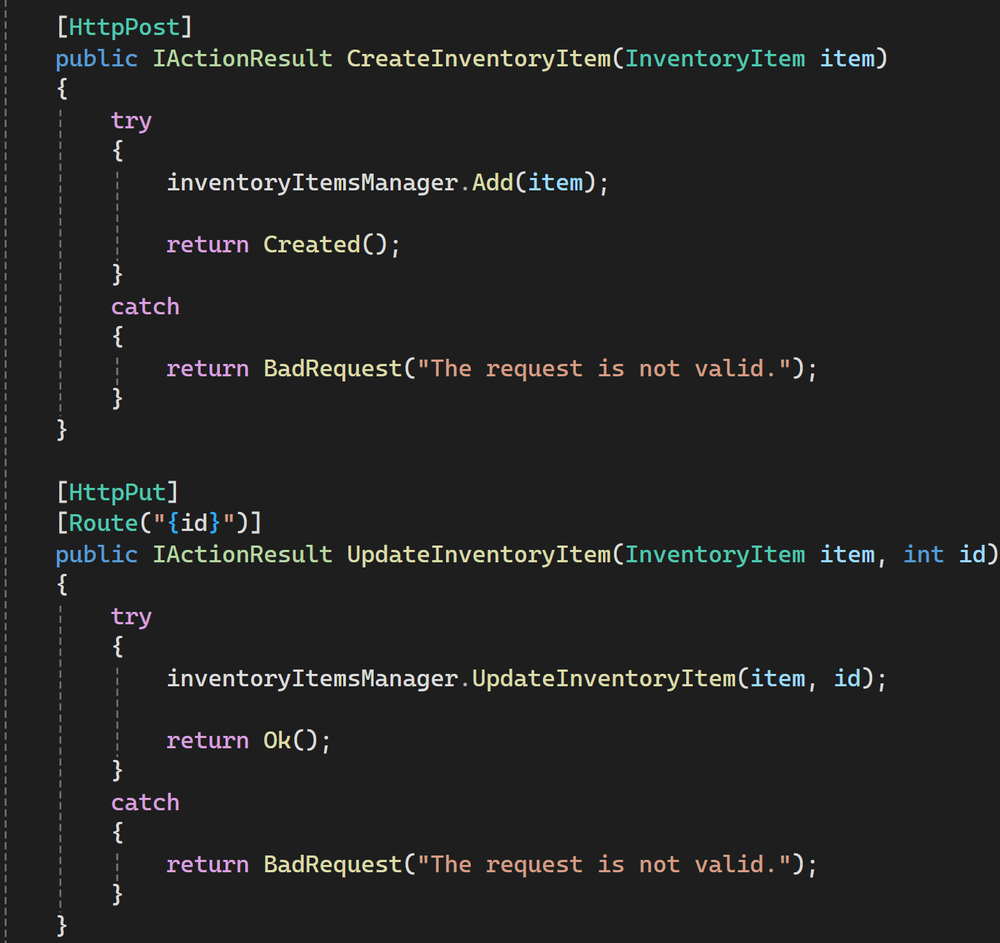 [HttpPost]
public IActionResult CreateInventoryItem(InventoryItem item)
{
    try
    {
        inventoryItemsManager.Add(item);

        return Created();
    }
    catch
    {
        return BadRequest("The request is not valid.");
    }
}

[HttpPut]
[Route("{id}")]
public IActionResult UpdateInventoryItem(InventoryItem item, int id)
{
    try
    {
        inventoryItemsManager.UpdateInventoryItem(item, id);

        return Ok();
    }
    catch
    {
        return BadRequest("The request is not valid.");
    }
}